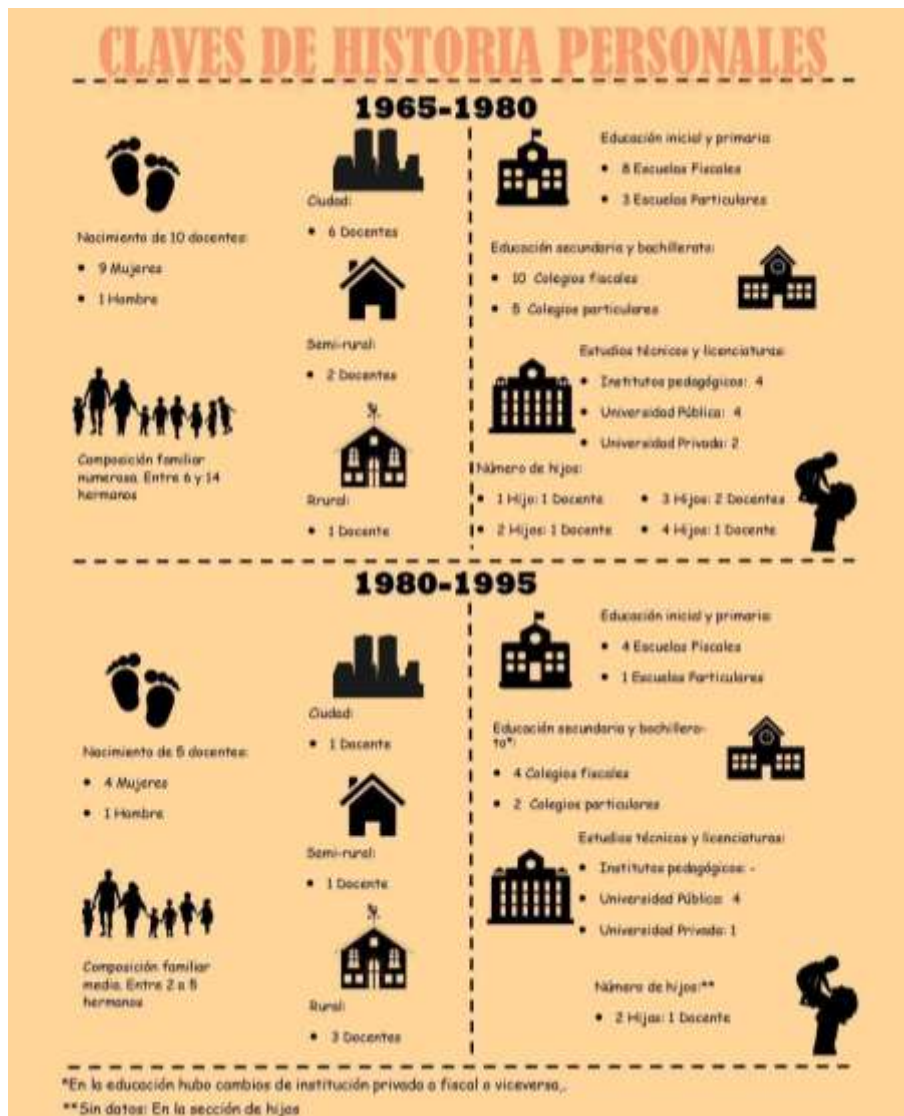 CLAVES DE HISTORIA PERSONALES
1965-1980
Nacimiento de 10 docentes:
• 9 Mujeres
• 1 Hombre
Composición familiar
numerosa. Entre 6 y 14
hermanos
Ciudad:
• 6 Docentes
Semi-rural:
• 2 Docentes
Rrural:
• 1 Docente
Educación inicial y primaria:
• 8 Escuelas Fiscales
• 3 Escuelas Particulares
Educación secundaria y bachillerato:
• 10 Colegios fiscales
• 5 Colegios particulares
Estudios técnicos y licenciaturas:
• Institutos pedagógicos: 4
• Universidad Pública: 4
• Universidad Privada: 2
Número de hijos:
• 1 Hijo: 1 Docente
• 2 Hijos: 1 Docente
• 3 Hijos: 2 Docentes
• 4 Hijos: 1 Docente
1980-1995
Nacimiento de 5 docentes:
• 4 Mujeres
• 1 Hombre
Composición familiar
media. Entre 2 a 5
hermanos
Ciudad:
• 1 Docente
Semi-rural:
• 1 Docente
Rural:
• 3 Docentes
Educación inicial y primaria:
• 4 Escuelas Fiscales
• 1 Escuelas Particulares
Educación secundaria y bachillera-
to*:
• 4 Colegios fiscales
• 2 Colegios particulares
Estudios técnicos y licenciaturas:
• Institutos pedagógicos: -
• Universidad Pública: 4
• Universidad Privada: 1
Número de hijos:**
• 2 Hijas: 1 Docente
*En la educación hubo cambios de institución privada a fiscal o viceversa,.
**Sin datos: En la sección de hijos